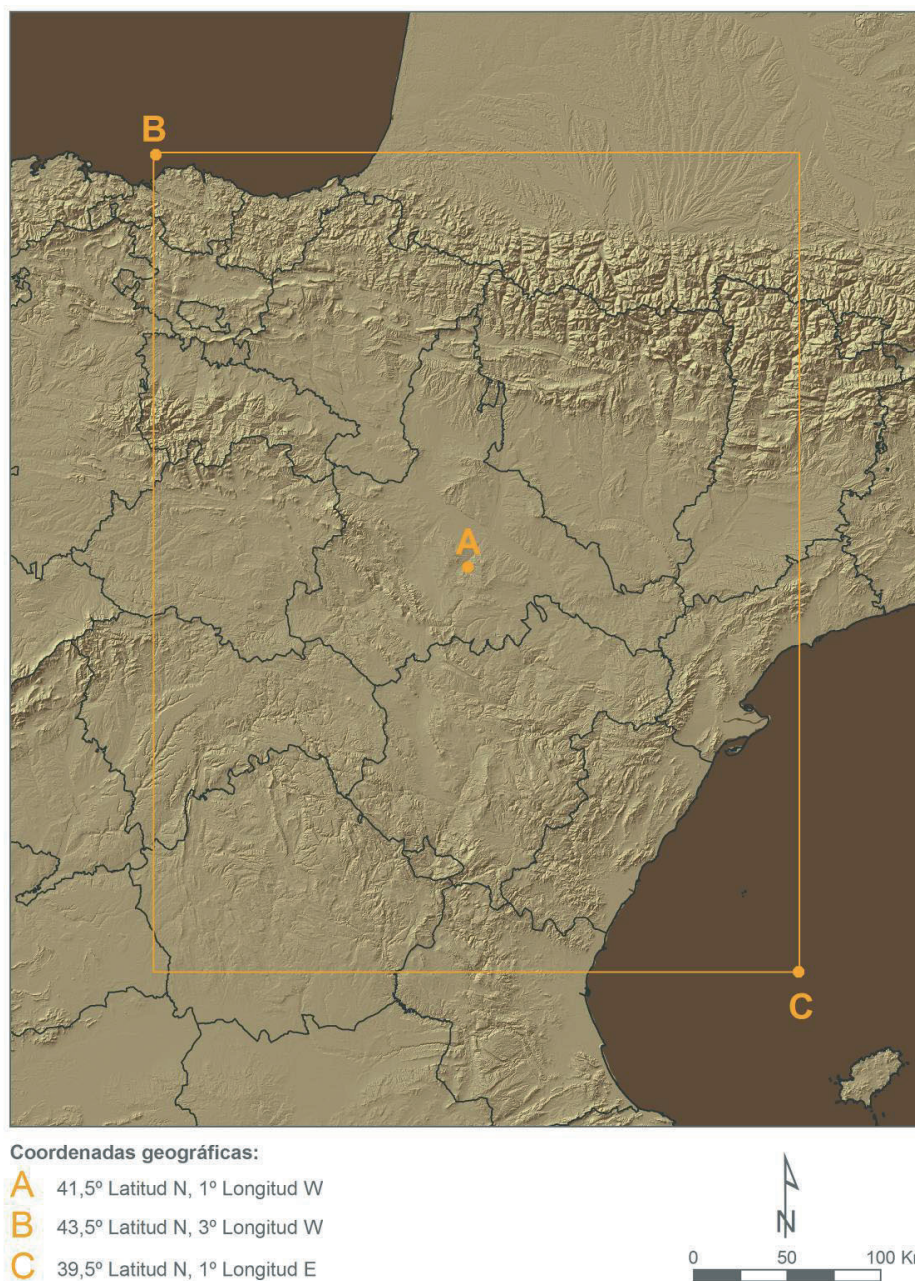 B
A
C
Coordenadas geográficas:
A 41,5º Latitud N, 1º Longitud W
B 43,5º Latitud N, 3º Longitud W
C 39,5º Latitud N, 1º Longitud E
N
0 50 100 Km